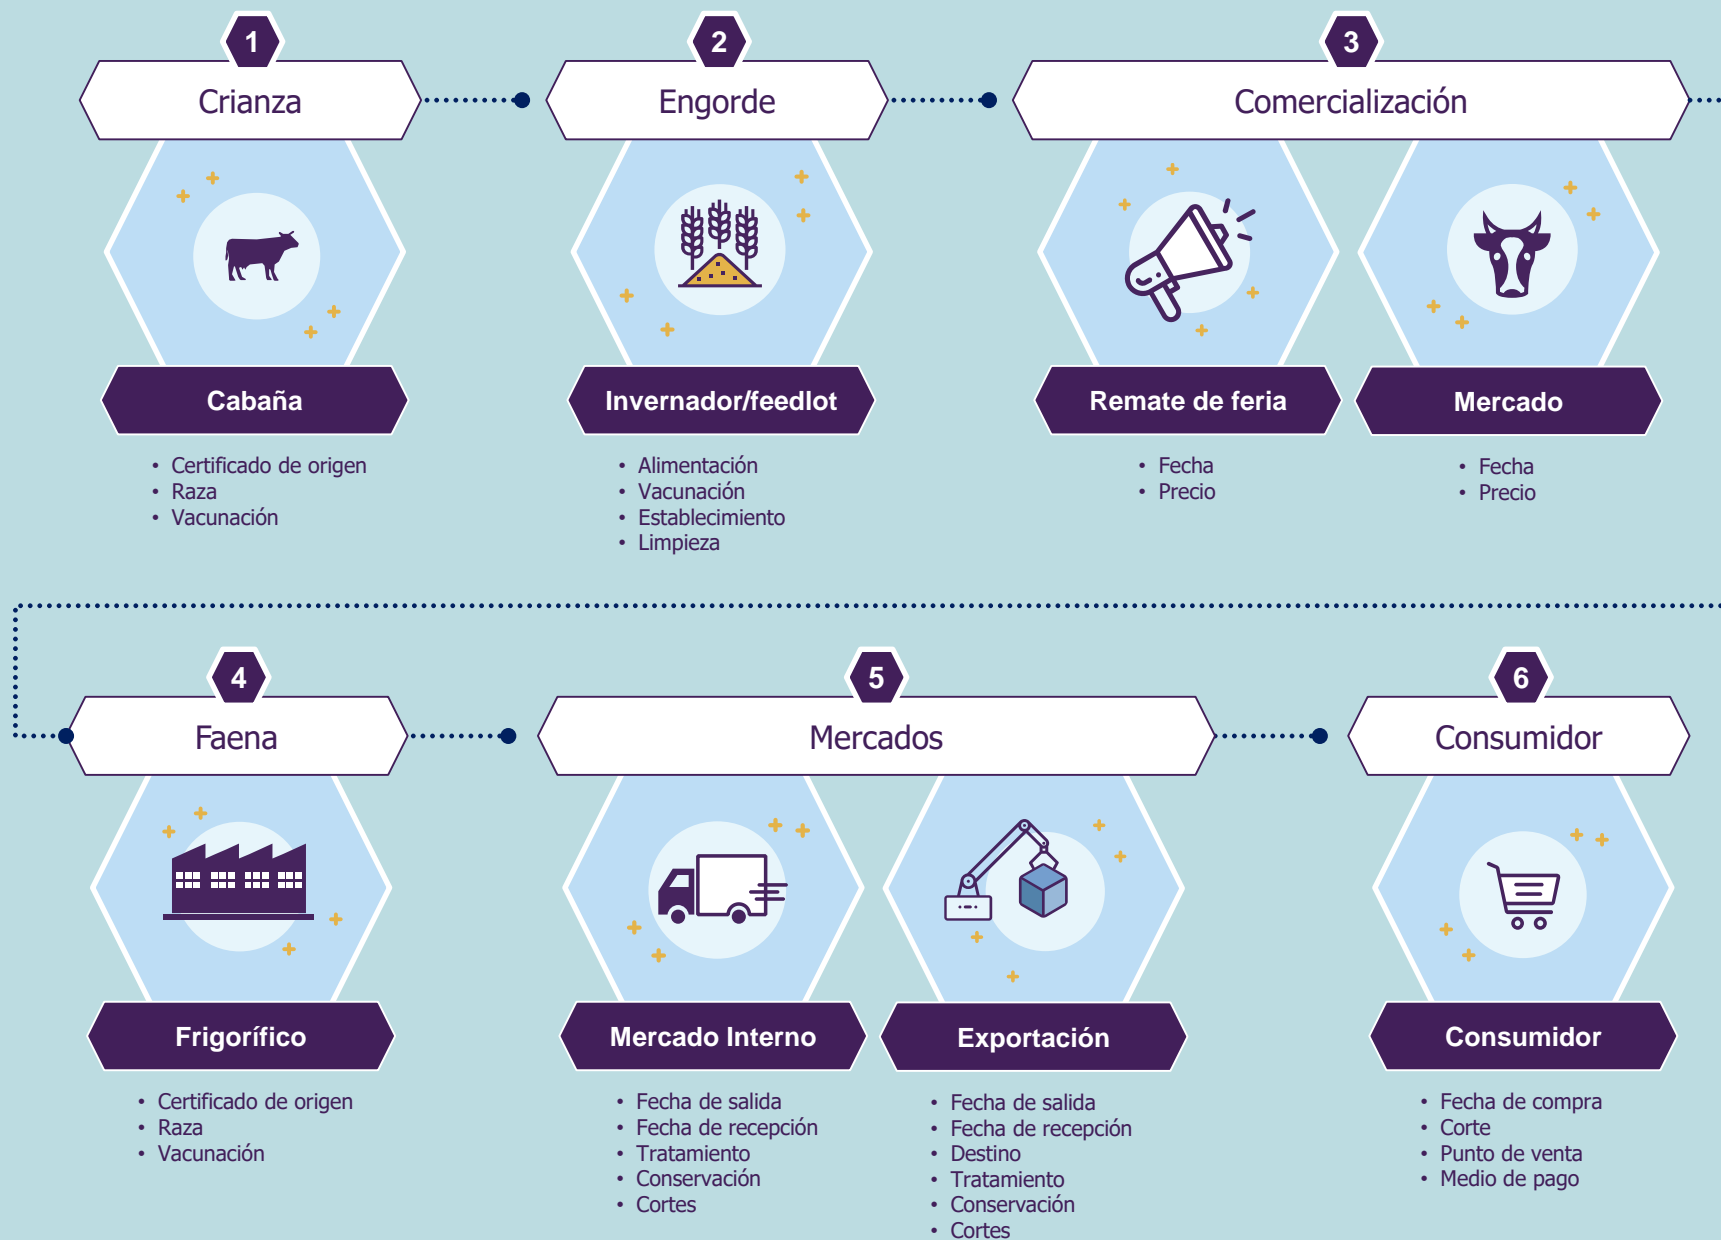 1
Crianza
Cabaña
• Certificado de origen
• Raza
• Vacunación
2
Engorde
Invernador/feedlot
• Alimentación
• Vacunación
• Establecimiento
• Limpieza
3
Comercialización
Remate de feria
• Fecha
• Precio
Mercado
• Fecha
• Precio
4
Faena
Frigorífico
• Certificado de origen
• Raza
• Vacunación
5
Mercados
Mercado Interno
• Fecha de salida
• Fecha de recepción
• Tratamiento
• Conservación
• Cortes
Exportación
• Fecha de salida
• Fecha de recepción
• Destino
• Tratamiento
• Conservación
• Cortes
6
Consumidor
Consumidor
• Fecha de compra
• Corte
• Punto de venta
• Medio de pago